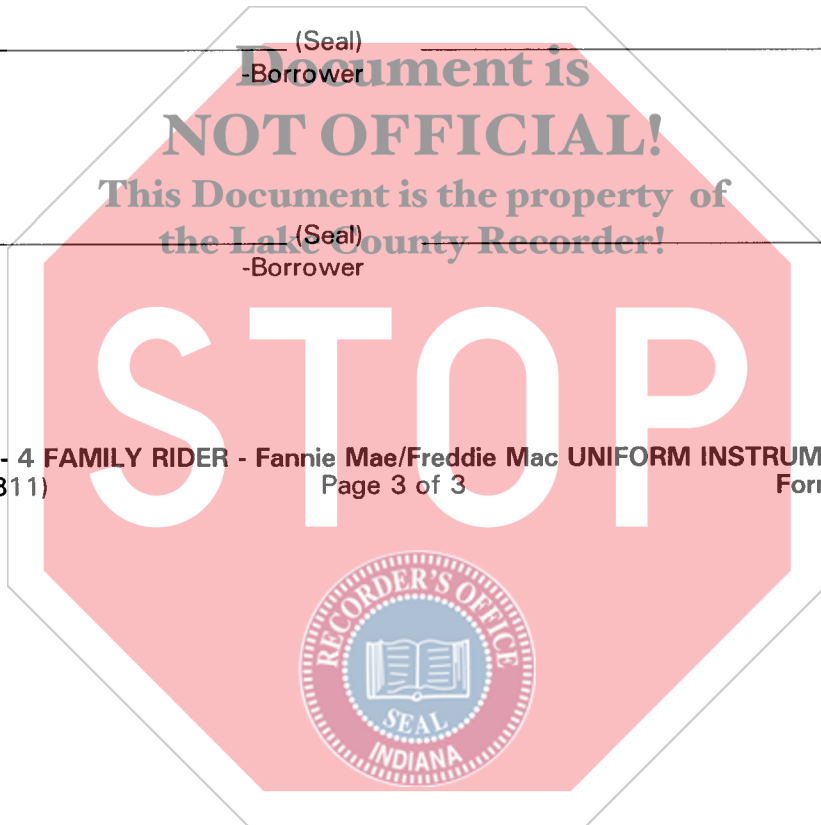 (Seal)
Document is
-Borrower
NOT OFFICIAL!
This Document is the property of
(Seal)
the Lake County Recorder!
-Borrower
STOP
- 4 FAMILY RIDER - Fannie Mae/Freddie Mac UNIFORM INSTRUM
811)
Page 3 of 3
Forr
RECORDER'S OFFICE
SEAL
INDIANA